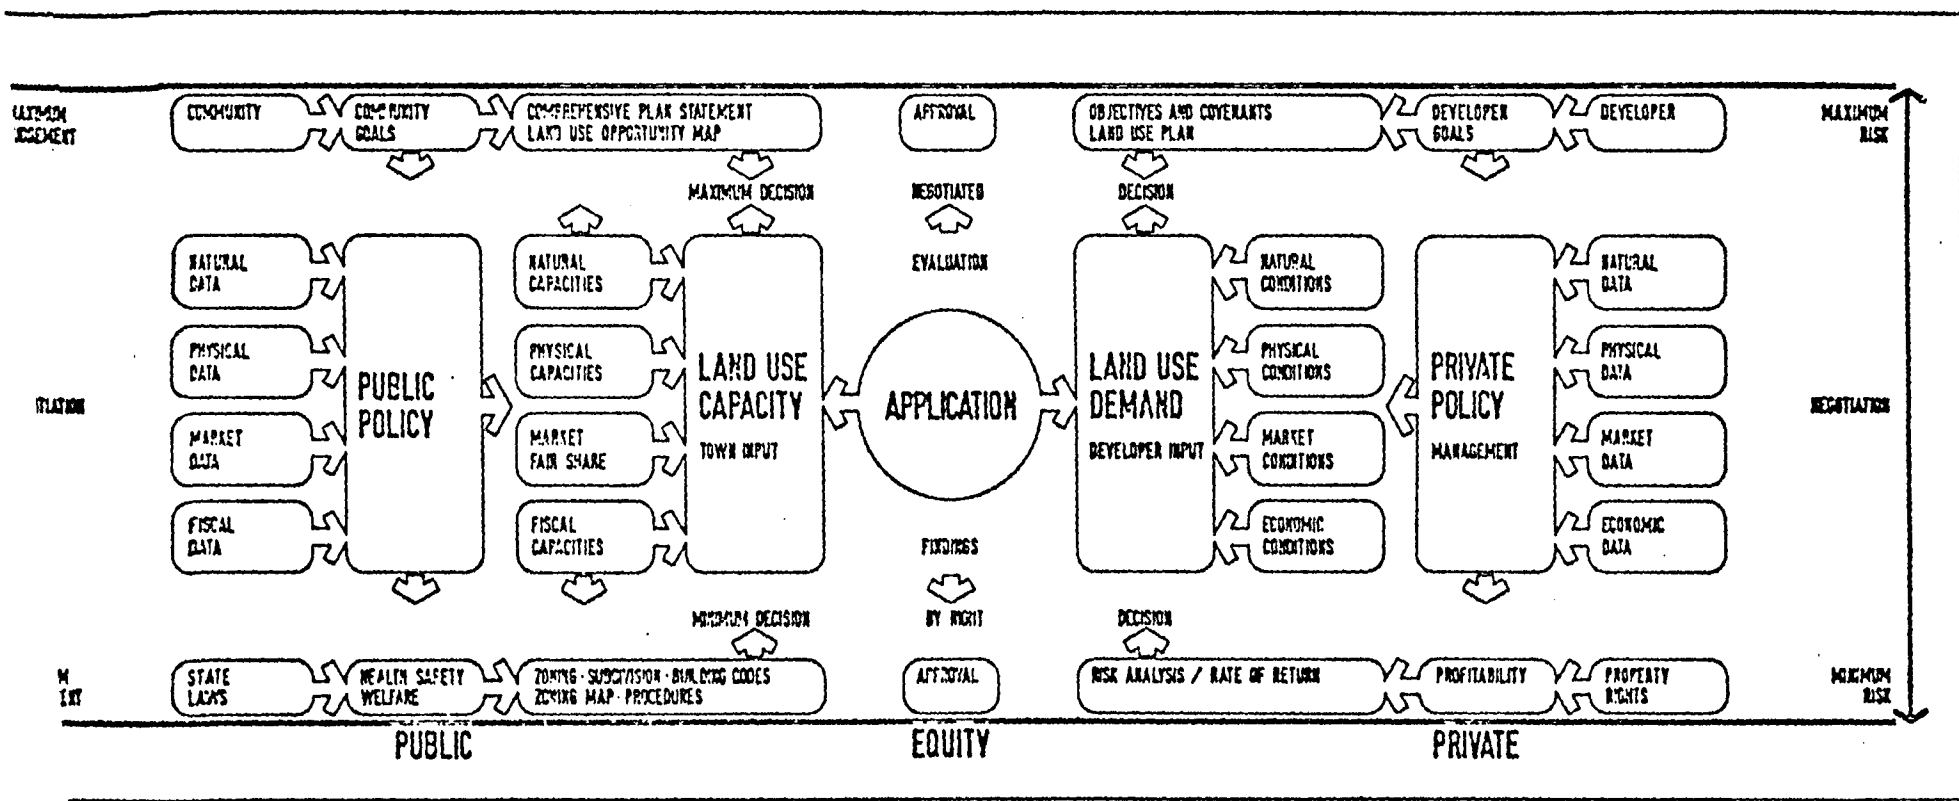 COMMUNITY
COMMUNITY
GOALS
COMPREHENSIVE PLAN STATEMENT
LAND USE OPPORTUNITY MAP
APPROVAL
OBJECTIVES AND COVENANTS
LAND USE PLAN
DEVELOPER
GOALS
DEVELOPER
MAXIMUM
RISK
MAXIMUM DECISION
NEGOTIATED
DECISION
NATURAL
DATA
NATURAL
CAPACITIES
EVALUATION
NATURAL
CONDITIONS
NATURAL
DATA
PHYSICAL
DATA
PUBLIC
POLICY
PHYSICAL
CAPACITIES
LAND USE
CAPACITY
TOWN INPUT
APPLICATION
LAND USE
DEMAND
DEVELOPER INPUT
PHYSICAL
CONDITIONS
PRIVATE
POLICY
MANAGEMENT
PHYSICAL
DATA
NEGOTIATION
MARKET
DATA
MARKET
FAIR SHARE
MARKET
CONDITIONS
MARKET
DATA
FISCAL
DATA
FISCAL
CAPACITIES
FINDINGS
ECONOMIC
CONDITIONS
ECONOMIC
DATA
MINIMUM DECISION
BY RIGHT
DECISION
STATE
LAWS
HEALTH SAFETY
WELFARE
ZONING · SUBDIVISION · BUILDING CODES
ZONING MAP · PROCEDURES
APPROVAL
RISK ANALYSIS / RATE OF RETURN
PROFITABILITY
PROPERTY
RIGHTS
MINIMUM
RISK
PUBLIC
EQUITY
PRIVATE